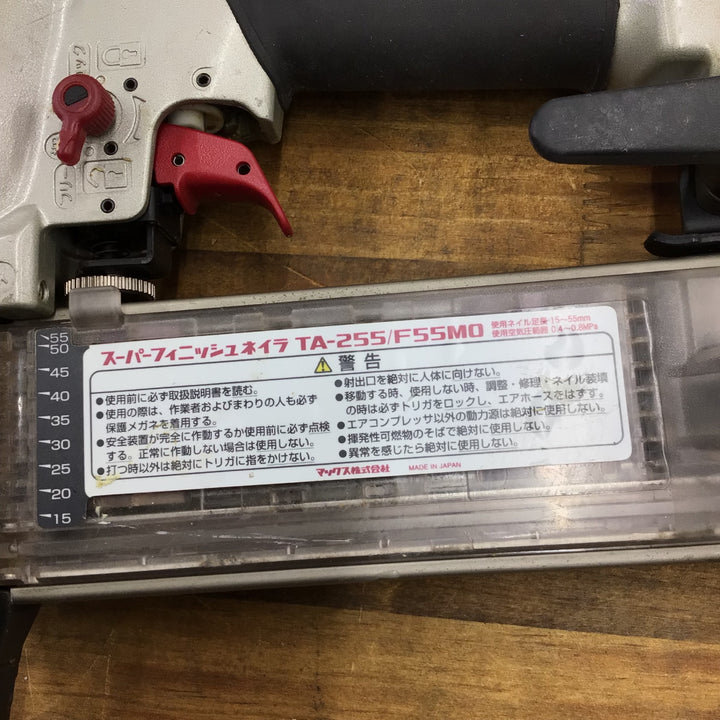 ロック
フリー
スーパーフィニッシュネイラ TA-255/F55M0
使用ネイル足長 15〜55mm
使用空気圧範囲 0.4〜0.8MPa
警告
●使用前に必ず取扱説明書を読む。
●使用の際は、作業者およびまわりの人も必ず
保護メガネを着用する。
●安全装置が完全に作動するか使用前に必ず点検
する。正常に作動しない場合は使用しない。
●打つ時以外は絶対にトリガに指をかけない。
●射出口を絶対に人体に向けない。
●移動する時、使用しない時、調整・修理・ネイル装填
の時は必ずトリガをロックし、エアホースをはずす。
●エアコンプレッサ以外の動力源は絶対に使用しない。
●揮発性可燃物のそばで絶対に使用しない。
●異常を感じたら絶対に使用しない。
マックス株式会社 MADE IN JAPAN
55
50
45
40
35
30
25
20
15